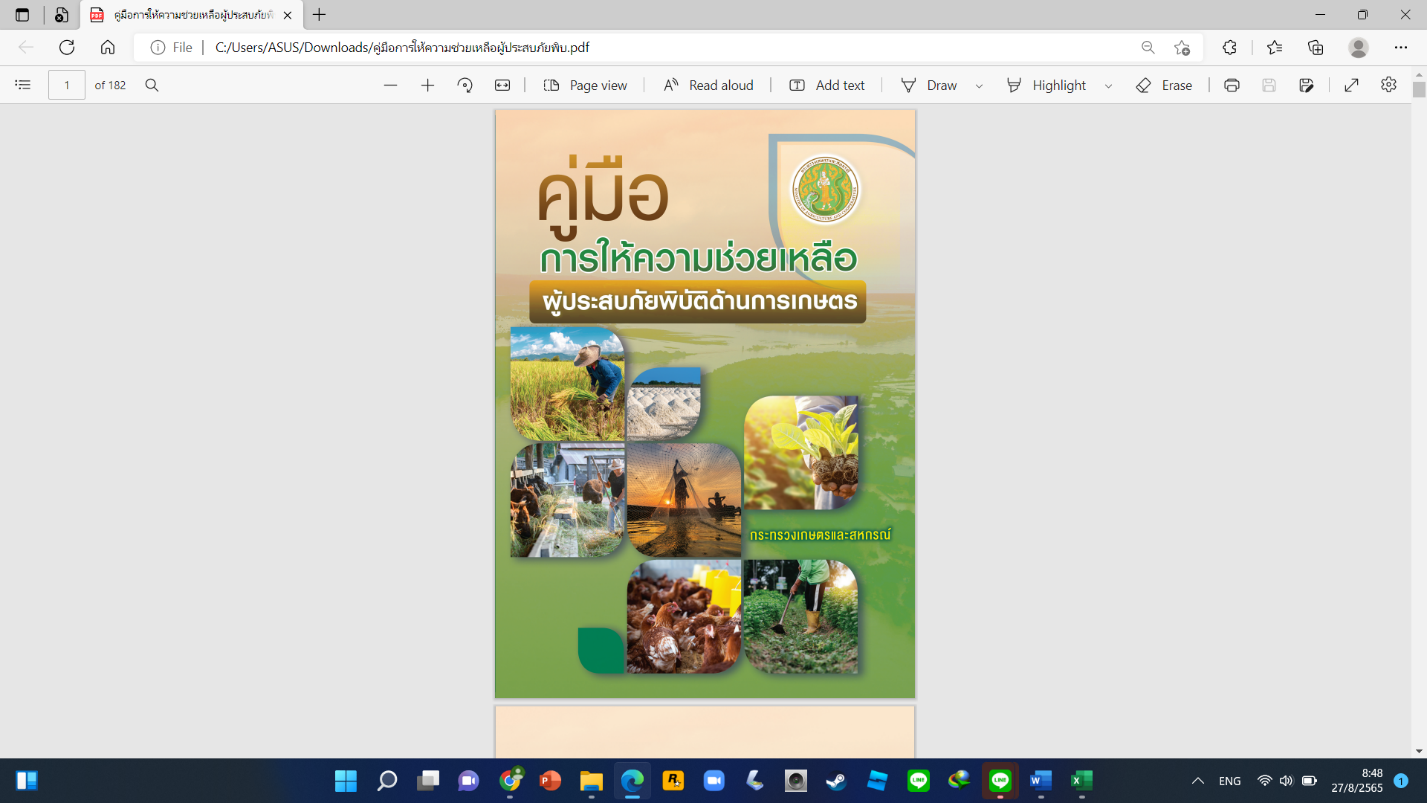 คู่มือการให้ความช่วยเหลือผู้ประสบภัยพิ
File
C:/Users/ASUS/Downloads/คู่มือการให้ความช่วยเหลือผู้ประสบภัยพิบ.pdf
1 of 182
Page view
Read aloud
Add text
Draw
Highlight
Erase
คู่มือ
การให้ความช่วยเหลือ
ผู้ประสบภัยพิบัติด้านการเกษตร
กระทรวงเกษตรและสหกรณ์
ENG
8:48
27/8/2565
1